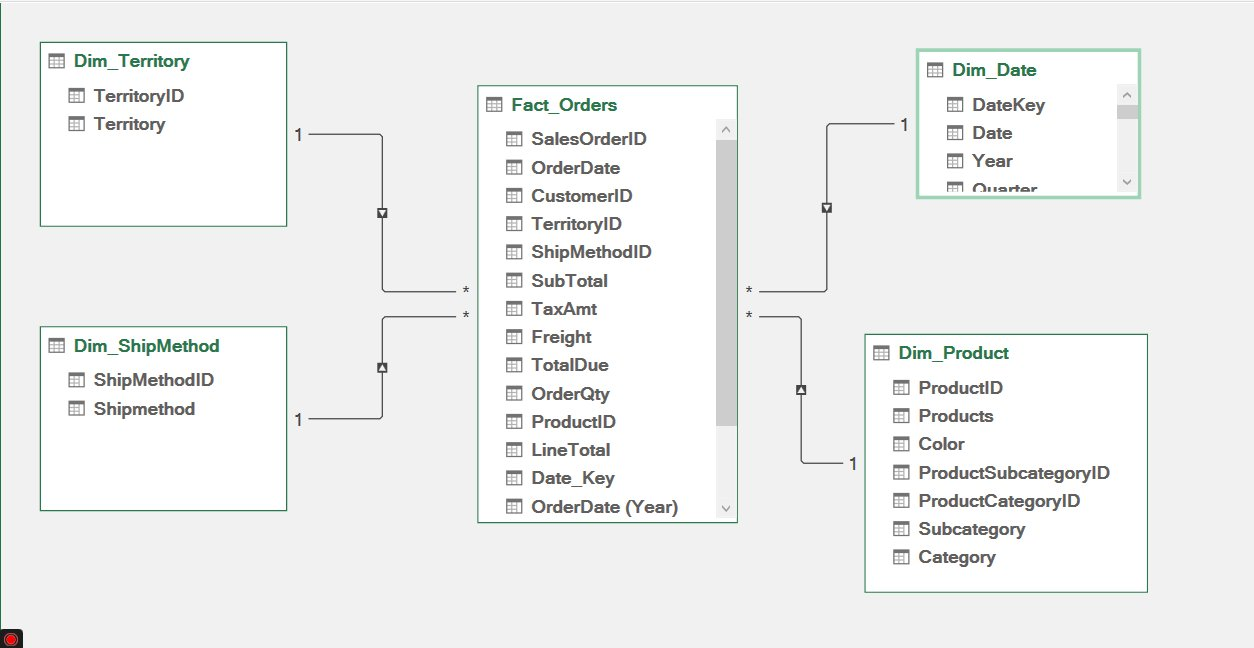 Dim_Territory
TerritoryID
Territory
1
Dim_ShipMethod
ShipMethodID
Shipmethod
1
*
*
Fact_Orders
SalesOrderID
OrderDate
CustomerID
TerritoryID
ShipMethodID
SubTotal
TaxAmt
Freight
TotalDue
OrderQty
ProductID
LineTotal
Date_Key
OrderDate (Year)
*
*
1
Dim_Date
DateKey
Date
Year
Quarter
1
Dim_Product
ProductID
Products
Color
ProductSubcategoryID
ProductCategoryID
Subcategory
Category